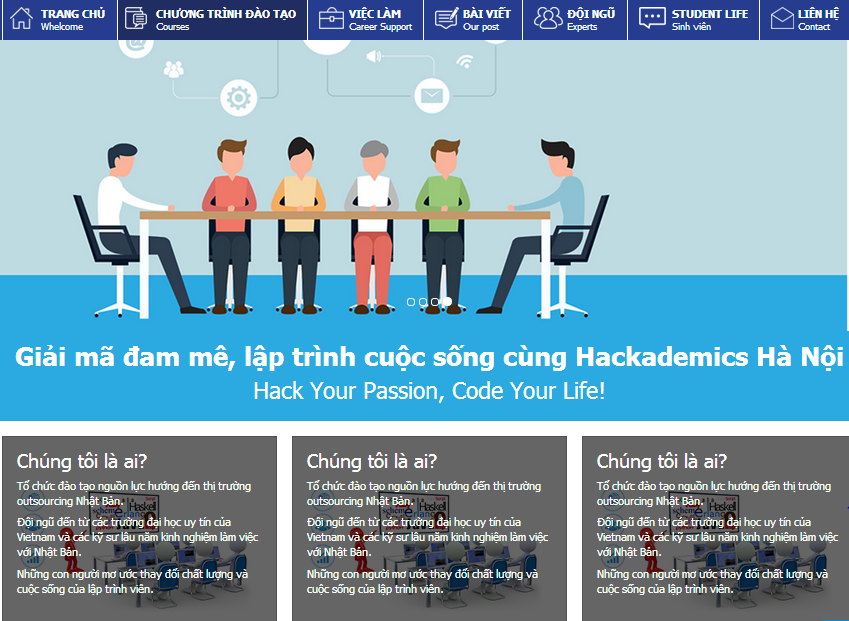 TRANG CHỦ
Whelcome
CHƯƠNG TRÌNH ĐÀO TẠO
Courses
VIỆC LÀM
Career Support
BÀI VIẾT
Our post
ĐỘI NGŨ
Experts
STUDENT LIFE
Sinh viên
LIÊN HỆ
Contact
Giải mã đam mê, lập trình cuộc sống cùng Hackademics Hà Nội
Hack Your Passion, Code Your Life!
Chúng tôi là ai?
Tổ chức đào tạo nguồn lực hướng đến thị trường
outsourcing Nhật Bản.
Đội ngũ đến từ các trường đại học uy tín của
Vietnam và các kỹ sư lâu năm kinh nghiệm làm việc
với Nhật Bản.
Những con người mơ ước thay đổi chất lượng và
cuộc sống của lập trình viên.
Chúng tôi là ai?
Tổ chức đào tạo nguồn lực hướng đến thị trường
outsourcing Nhật Bản.
Đội ngũ đến từ các trường đại học uy tín của
Vietnam và các kỹ sư lâu năm kinh nghiệm làm việc
với Nhật Bản.
Những con người mơ ước thay đổi chất lượng và
cuộc sống của lập trình viên.
Chúng tôi là ai?
Tổ chức đào tạo nguồn lực hướng đến thị trường
outsourcing Nhật Bản.
Đội ngũ đến từ các trường đại học uy tín của
Vietnam và các kỹ sư lâu năm kinh nghiệm làm việc
với Nhật Bản.
Những con người mơ ước thay đổi chất lượng và
cuộc sống của lập trình viên.